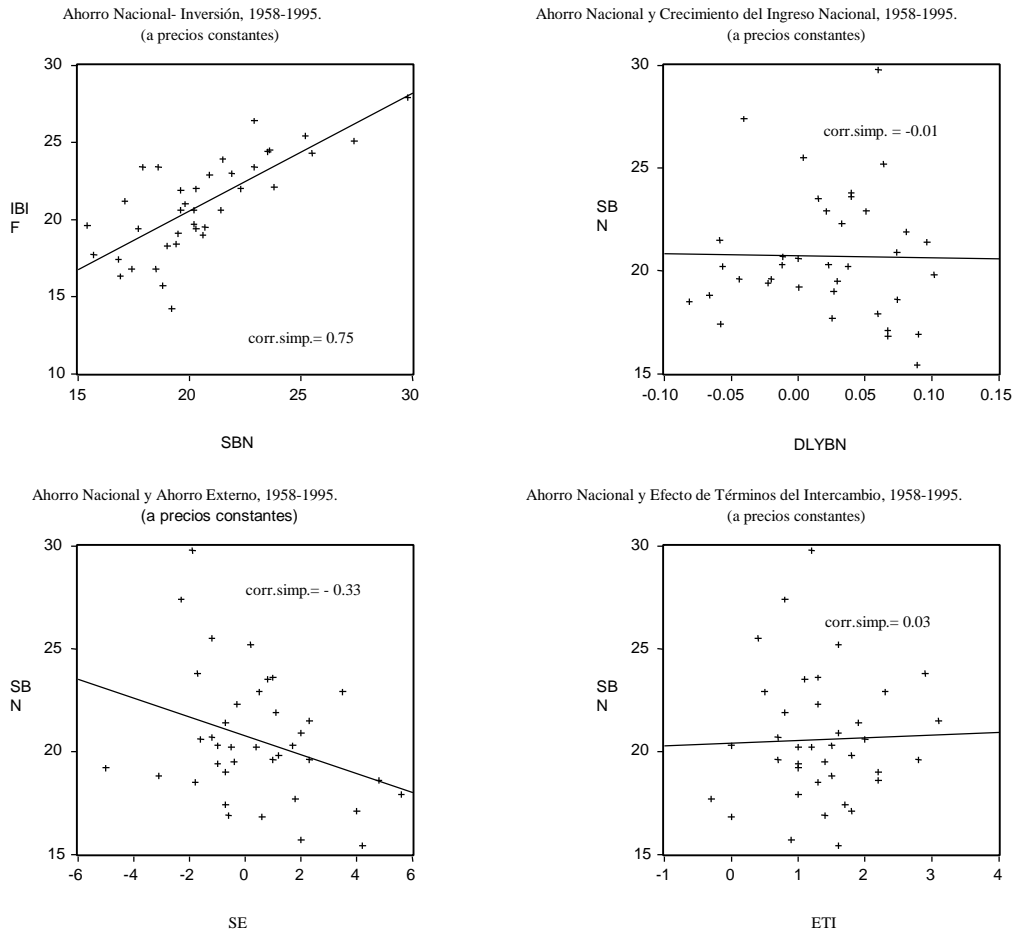 Ahorro Nacional- Inversión, 1958-1995.
(a precios constantes)
30
25
20
15
10
IBI
F
corr.simp.= 0.75
15
20
25
30
SBN
Ahorro Nacional y Crecimiento del Ingreso Nacional, 1958-1995.
(a precios constantes)
30
25
20
15
SB
N
corr.simp. = -0.01
-0.10
-0.05
0.00
0.05
0.10
0.15
DLYBN
Ahorro Nacional y Ahorro Externo, 1958-1995.
(a precios constantes)
30
25
20
15
SB
N
corr.simp.= - 0.33
-6
-4
-2
0
2
4
6
SE
Ahorro Nacional y Efecto de Términos del Intercambio, 1958-1995.
(a precios constantes)
30
25
20
15
SB
N
corr.simp.= 0.03
-1
0
1
2
3
4
ETI